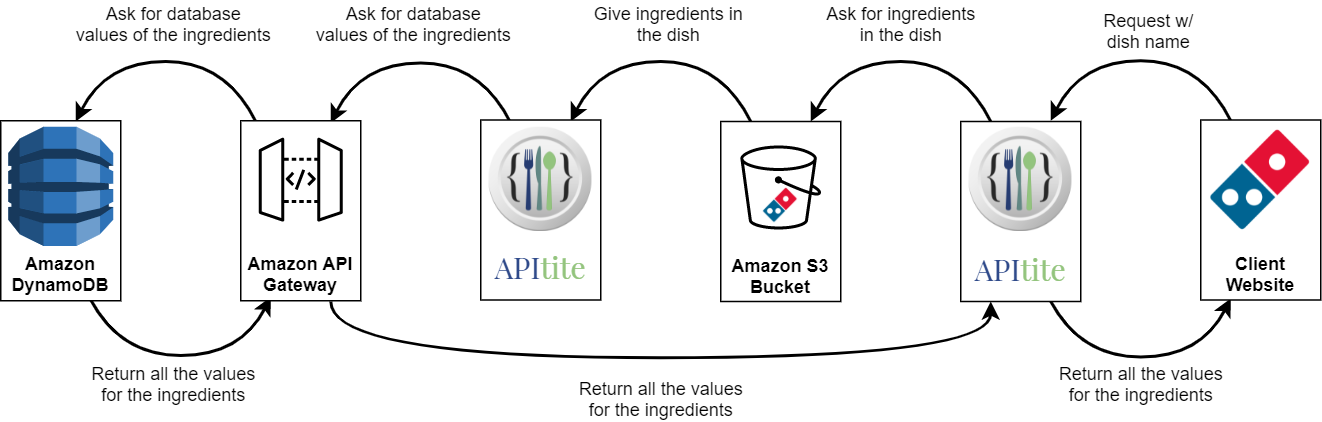 Ask for database
values of the ingredients
Ask for database
values of the ingredients
Give ingredients in
the dish
Ask for ingredients
in the dish
Request w/
dish name
</>
{ }
{ }
Amazon
DynamoDB
Amazon API
Gateway
APItite
Amazon S3
Bucket
APItite
Client
Website
Return all the values
for the ingredients
Return all the values
for the ingredients
Return all the values
for the ingredients